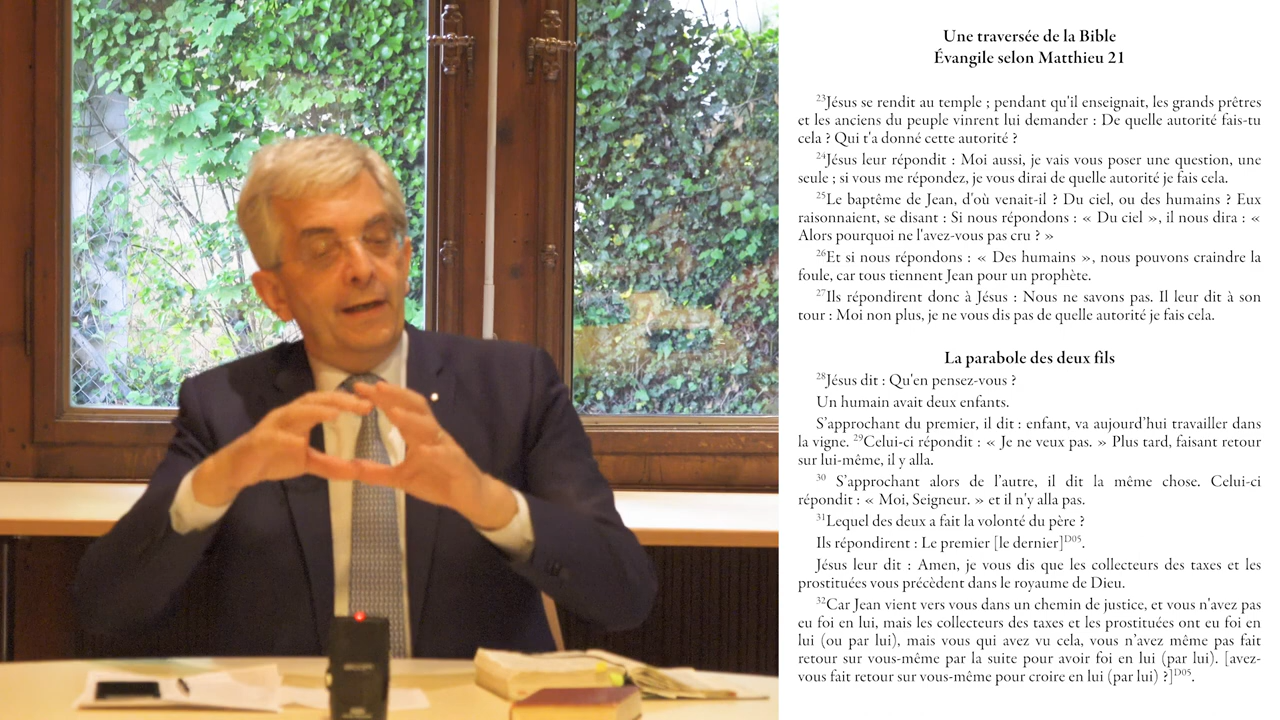 Une traversée de la Bible
Évangile selon Matthieu 21
²³Jésus se rendit au temple ; pendant qu'il enseignait, les grands prêtres
et les anciens du peuple vinrent lui demander : De quelle autorité fais-tu
cela ? Qui t'a donné cette autorité ?
²⁴Jésus leur répondit : Moi aussi, je vais vous poser une question, une
seule ; si vous me répondez, je vous dirai de quelle autorité je fais cela.
²⁵Le baptême de Jean, d'où venait-il ? Du ciel, ou des humains ? Eux
raisonnaient, se disant : Si nous répondons : « Du ciel », il nous dira : «
Alors pourquoi ne l'avez-vous pas cru ? »
²⁶Et si nous répondons : « Des humains », nous pouvons craindre la
foule, car tous tiennent Jean pour un prophète.
²⁷Ils répondirent donc à Jésus : Nous ne savons pas. Il leur dit à son
tour : Moi non plus, je ne vous dis pas de quelle autorité je fais cela.
La parabole des deux fils
²⁸Jésus dit : Qu'en pensez-vous ?
Un humain avait deux enfants.
S’approchant du premier, il dit : enfant, va aujourd’hui travailler dans
la vigne. ²⁹Celui-ci répondit : « Je ne veux pas. » Plus tard, faisant retour
sur lui-même, il y alla.
³⁰ S’approchant alors de l’autre, il dit la même chose. Celui-ci
répondit : « Moi, Seigneur. » et il n'y alla pas.
³¹Lequel des deux a fait la volonté du père ?
Ils répondirent : Le premier [le dernier]ᴰ⁰⁵.
Jésus leur dit : Amen, je vous dis que les collecteurs des taxes et les
prostituées vous précèdent dans le royaume de Dieu.
³²Car Jean vient vers vous dans un chemin de justice, et vous n'avez pas
eu foi en lui, mais les collecteurs des taxes et les prostituées ont eu foi en
lui (ou par lui), mais vous qui avez vu cela, vous n’avez même pas fait
retour sur vous-même par la suite pour avoir foi en lui (par lui). [avez-
vous fait retour sur vous-même pour croire en lui (par lui) ?]ᴰ⁰⁵.